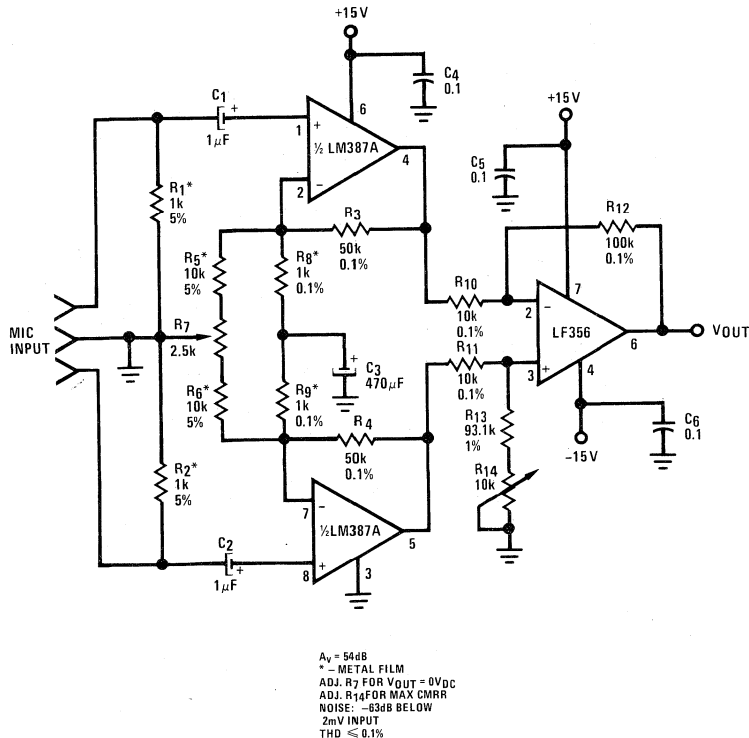 +15V
C4
0.1
6
C1
+
1μF
1
+
½ LM387A
4
2
−
+15V
C5
0.1
R1*
1k
5%
R3
50k
0.1%
R12
100k
0.1%
R5*
10k
5%
R8*
1k
0.1%
R10
10k
0.1%
7
2
−
LF356
6
VOUT
MIC
INPUT
R7
2.5k
+
C3
470μF
R11
10k
0.1%
3
+
4
R6*
10k
5%
R9*
1k
0.1%
R4
50k
0.1%
R13
93.1k
1%
−15V
C6
0.1
R2*
1k
5%
R14
10k
7
−
½LM387A
5
C2
+
1μF
8
+
3
AV = 54dB
* – METAL FILM
ADJ. R7 FOR VOUT = 0VDC
ADJ. R14FOR MAX CMRR
NOISE: –63dB BELOW
2mV INPUT
THD ⩽ 0.1%